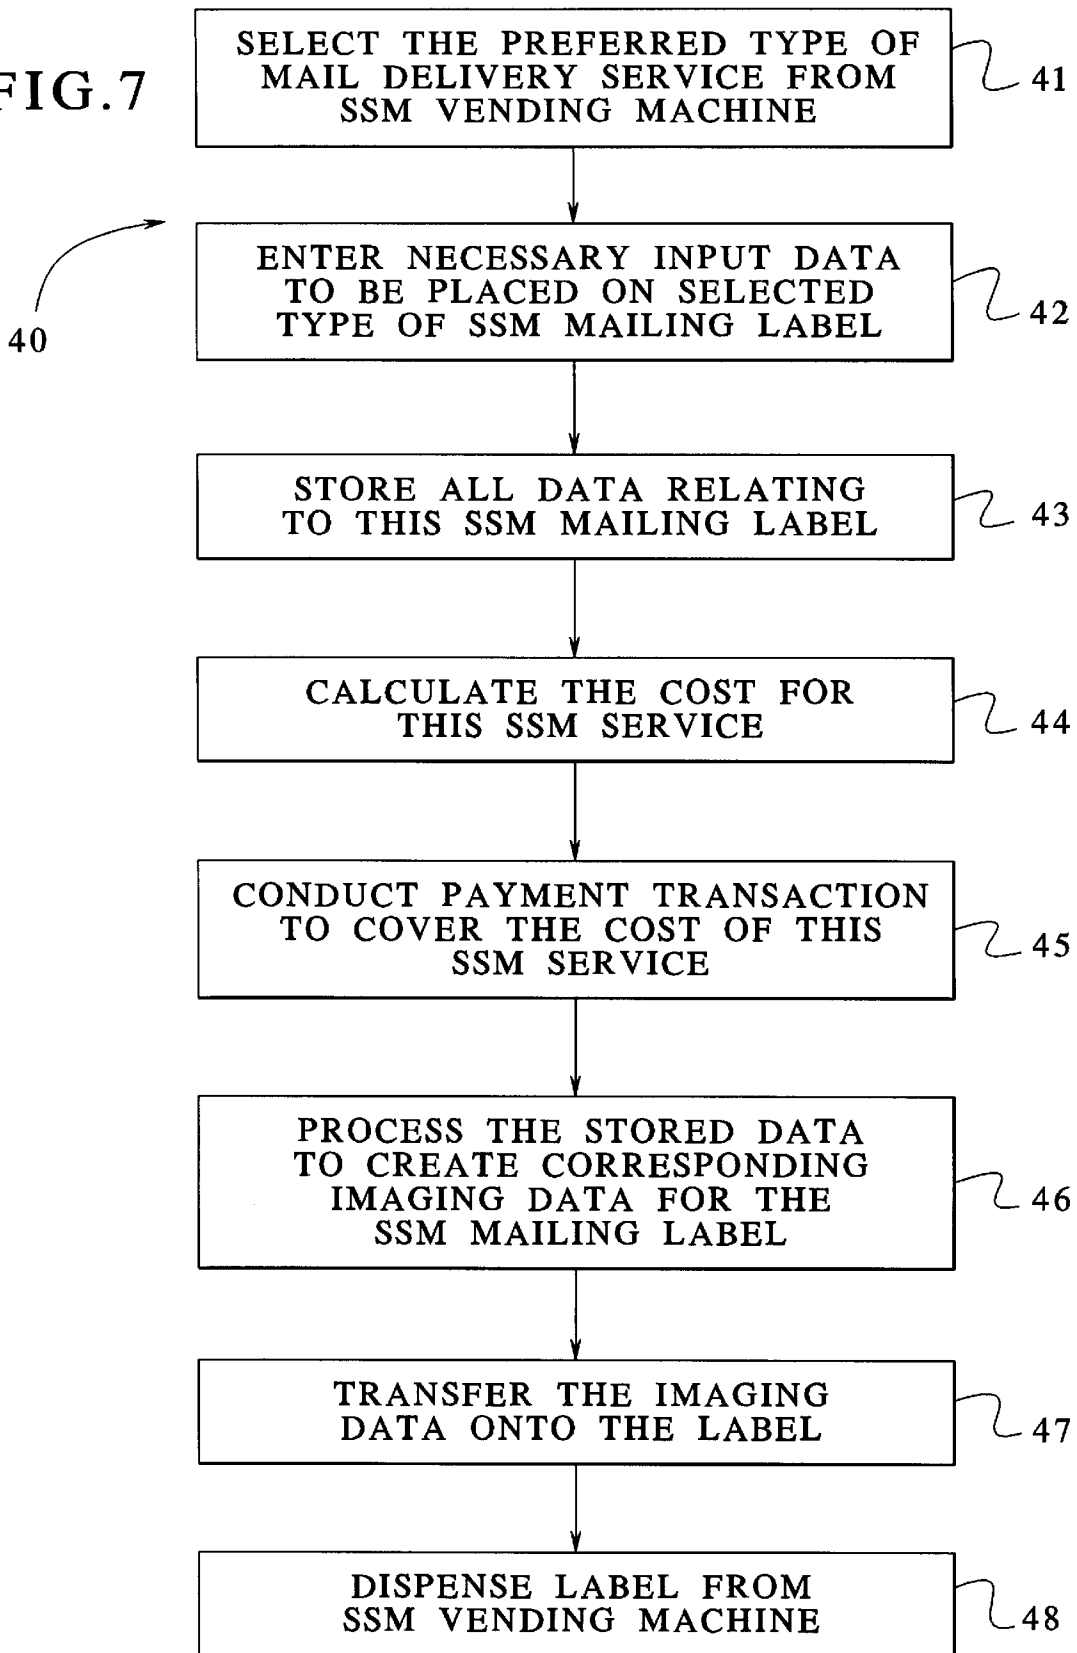 FIG.7
SELECT THE PREFERRED TYPE OF
MAIL DELIVERY SERVICE FROM
SSM VENDING MACHINE
41
40
ENTER NECESSARY INPUT DATA
TO BE PLACED ON SELECTED
TYPE OF SSM MAILING LABEL
42
STORE ALL DATA RELATING
TO THIS SSM MAILING LABEL
43
CALCULATE THE COST FOR
THIS SSM SERVICE
44
CONDUCT PAYMENT TRANSACTION
TO COVER THE COST OF THIS
SSM SERVICE
45
PROCESS THE STORED DATA
TO CREATE CORRESPONDING
IMAGING DATA FOR THE
SSM MAILING LABEL
46
TRANSFER THE IMAGING
DATA ONTO THE LABEL
47
DISPENSE LABEL FROM
SSM VENDING MACHINE
48